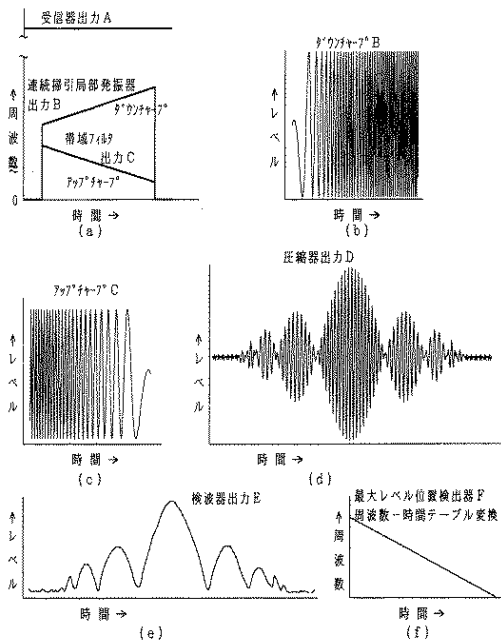 受信器出力A
連続掃引局部発振器
出力B
ダウンチャープ
帯域フィルタ
出力C
アップチャープ
↑周波数~
0
時間→
(a)
ダウンチャープB
↑レベル
時間→
(b)
アップチャープC
↑レベル
時間→
(c)
圧縮器出力D
↑レベル
時間→
(d)
検波器出力E
↑レベル
時間→
(e)
最大レベル位置検出器F
周波数-時間テーブル変換
↑周波数
時間→
(f)